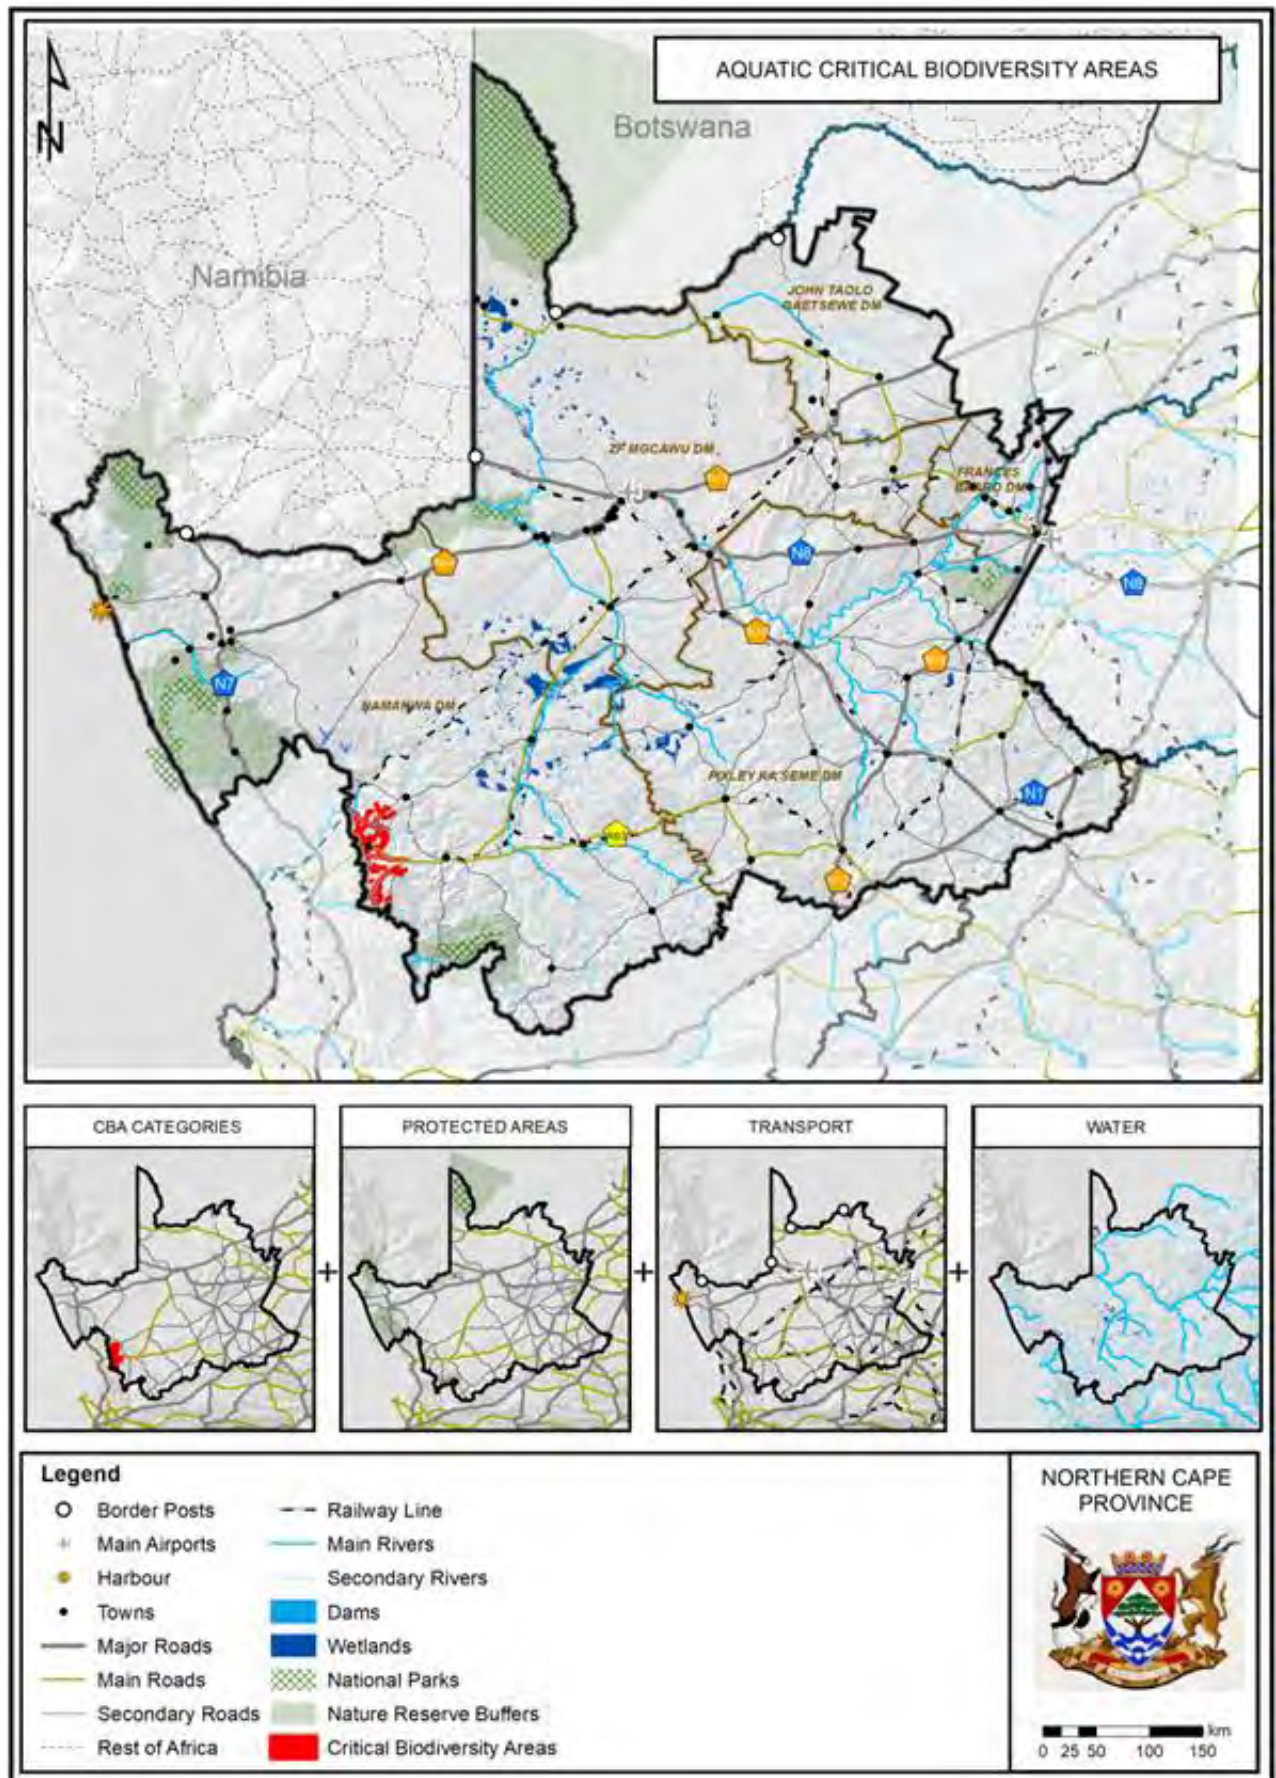 AQUATIC CRITICAL BIODIVERSITY AREAS
N
Botswana
Namibia
JOHN TAOLO
GAETSEWE DM
ZF MGCAWU DM
FRANCES
BAARD DM
N8
N8
N7
NAMAKWA DM
PIXLEY KA SEME DM
N1
CBA CATEGORIES
PROTECTED AREAS
TRANSPORT
WATER
+
+
+
Legend
Border Posts
Main Airports
Harbour
Towns
Major Roads
Main Roads
Secondary Roads
Rest of Africa
Railway Line
Main Rivers
Secondary Rivers
Dams
Wetlands
National Parks
Nature Reserve Buffers
Critical Biodiversity Areas
NORTHERN CAPE
PROVINCE
km
0 25 50 100 150